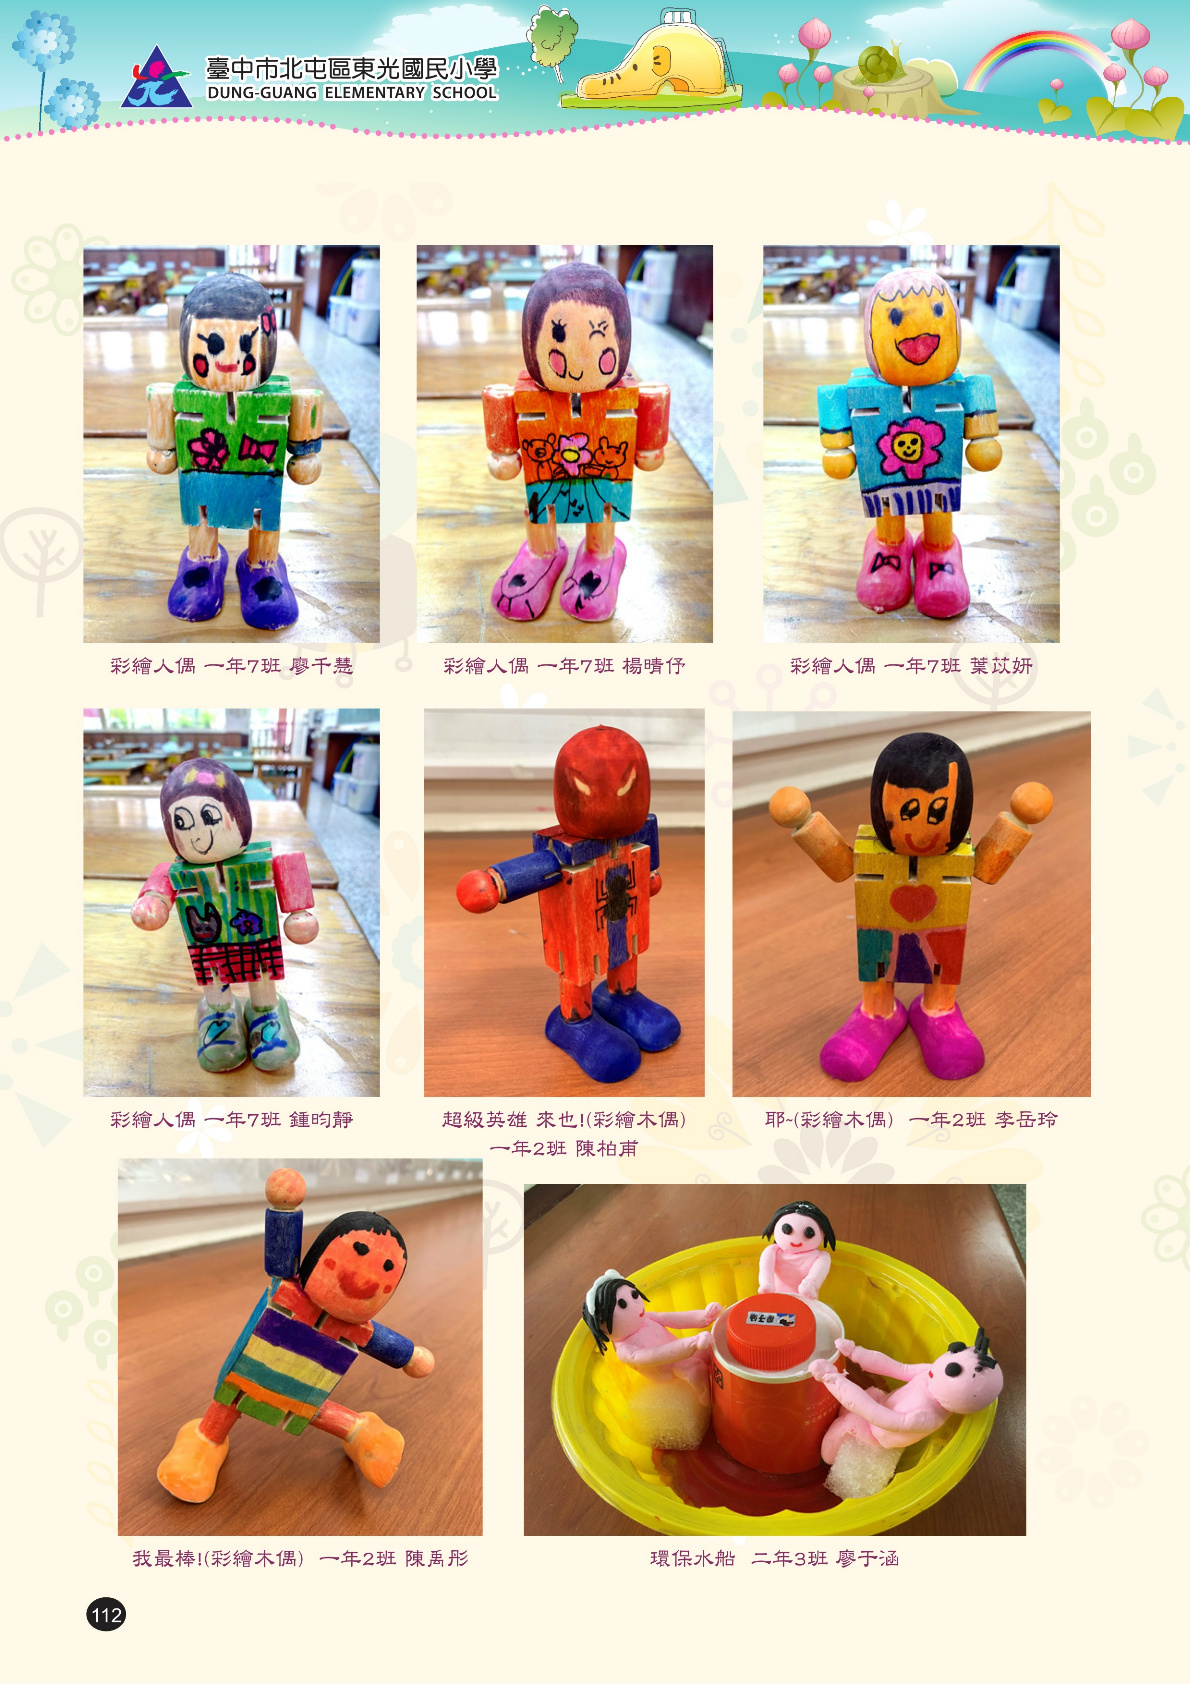 臺中市北屯區東光國民小學
DUNG-GUANG ELEMENTARY SCHOOL
彩繪人偶 一年7班 廖千慧
彩繪人偶 一年7班 楊晴伃
彩繪人偶 一年7班 葉苡妍
彩繪人偶 一年7班 鍾昀靜
超級英雄 來也!(彩繪木偶)
一年2班 陳柏甫
耶~(彩繪木偶) 一年2班 李岳玲
我最棒!(彩繪木偶) 一年2班 陳禹彤
環保水船 二年3班 廖于涵
112